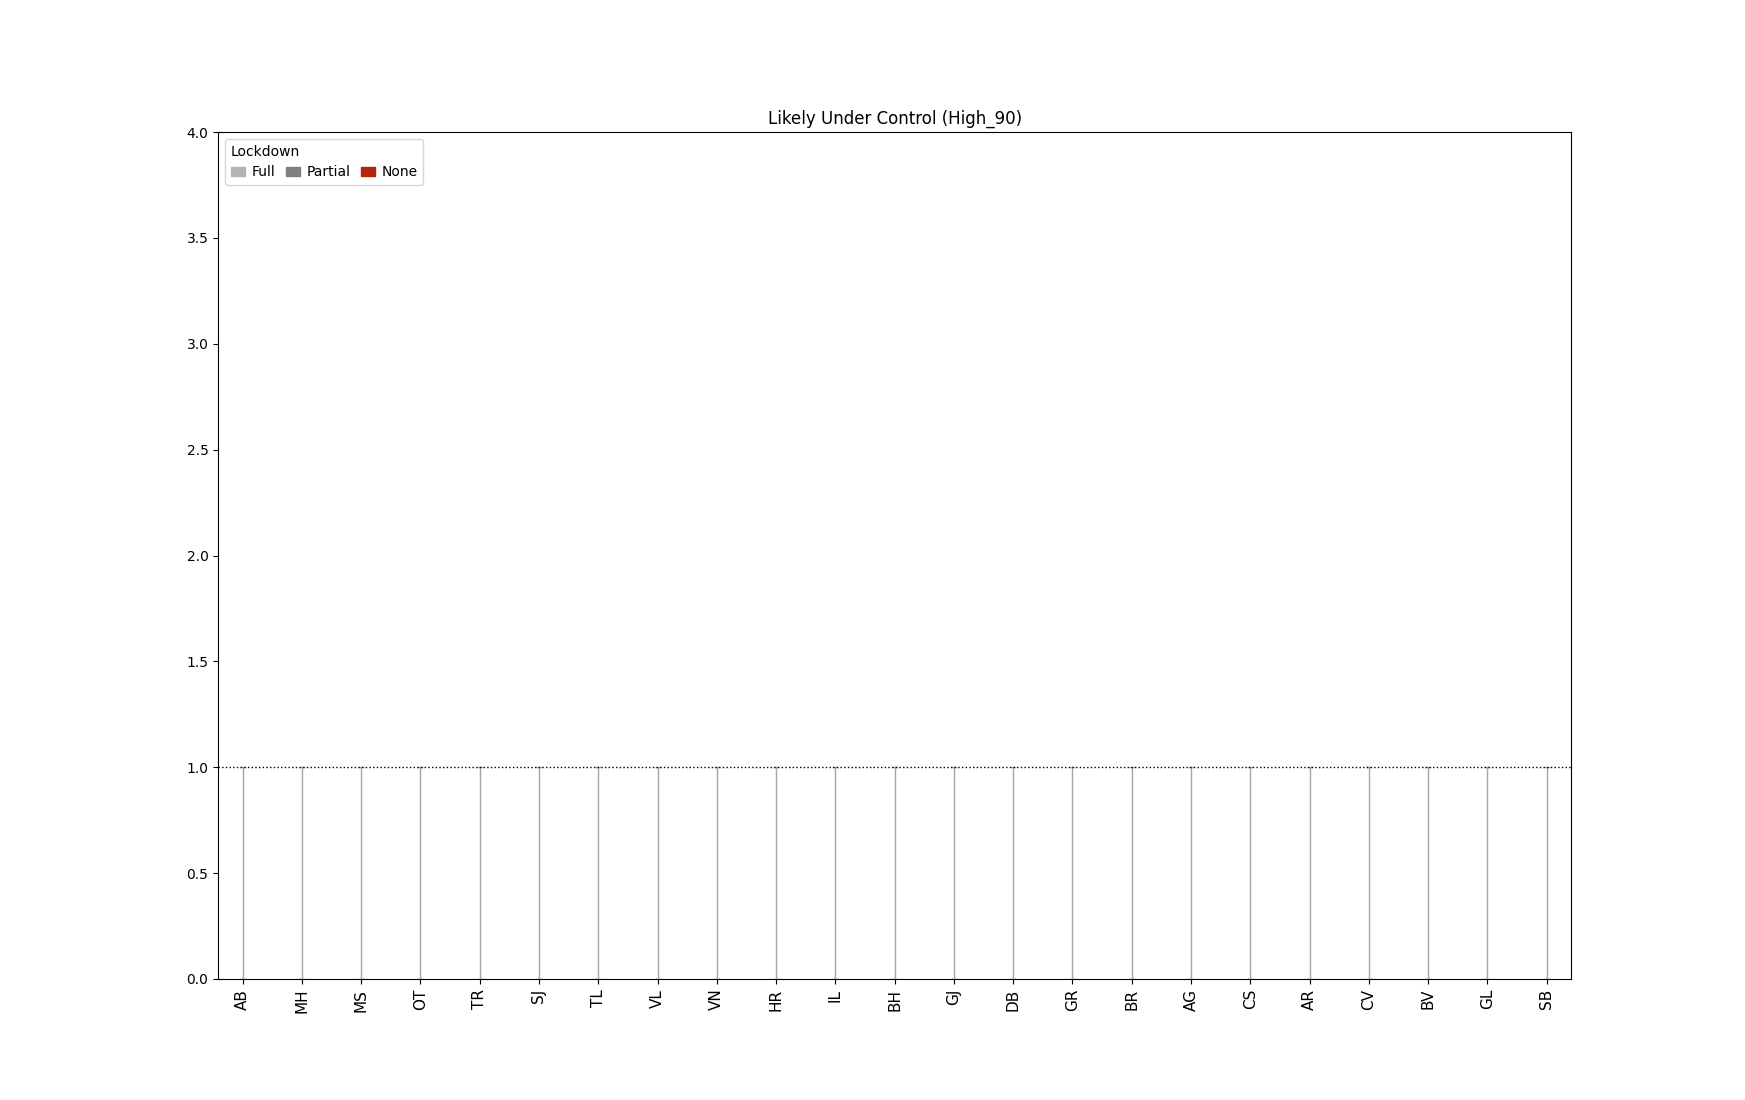 Likely Under Control (High_90)
Lockdown
Full Partial None
4.0
3.5
3.0
2.5
2.0
1.5
1.0
0.5
0.0
AB MH MS OT TR SJ TL VL VN HR IL BH GJ DB GR BR AG CS AR CV BV GL SB